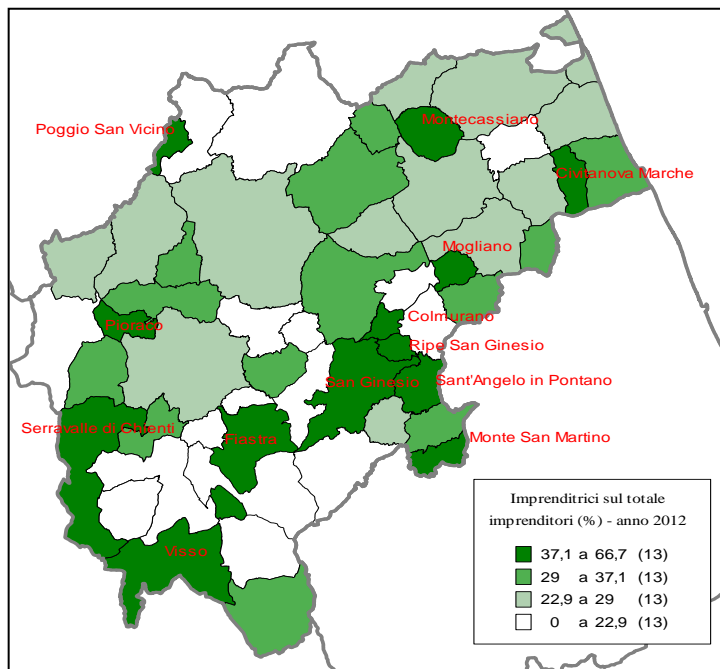 Poggio San Vicino
Montecassiano
Civitanova Marche
Mogliano
Pioraco
Colmurano
Ripe San Ginesio
San Ginesio
Sant'Angelo in Pontano
Serravalle di Chienti
Fiastra
Monte San Martino
Visso
Imprenditrici sul totale
imprenditori (%) - anno 2012
37,1 a 66,7 (13)
29 a 37,1 (13)
22,9 a 29 (13)
0 a 22,9 (13)